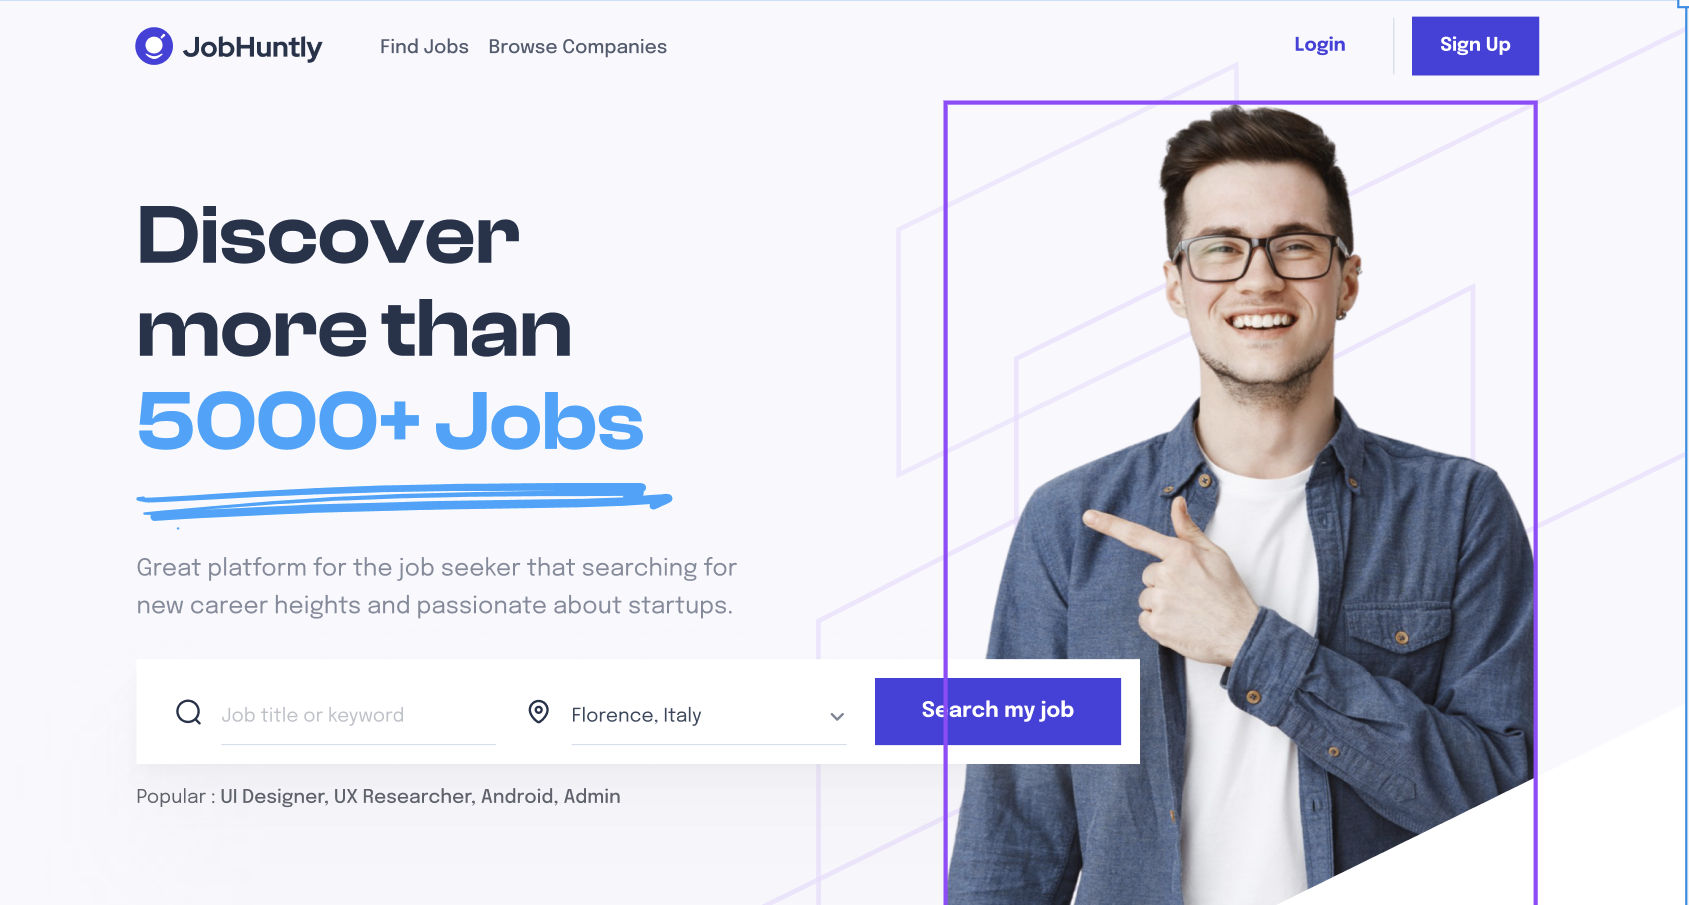 JobHuntly
Find Jobs
Browse Companies
Login
Sign Up
Discover
more than
5000+ Jobs
Great platform for the job seeker that searching for
new career heights and passionate about startups.
Job title or keyword
Florence, Italy
Search my job
Popular : UI Designer, UX Researcher, Android, Admin